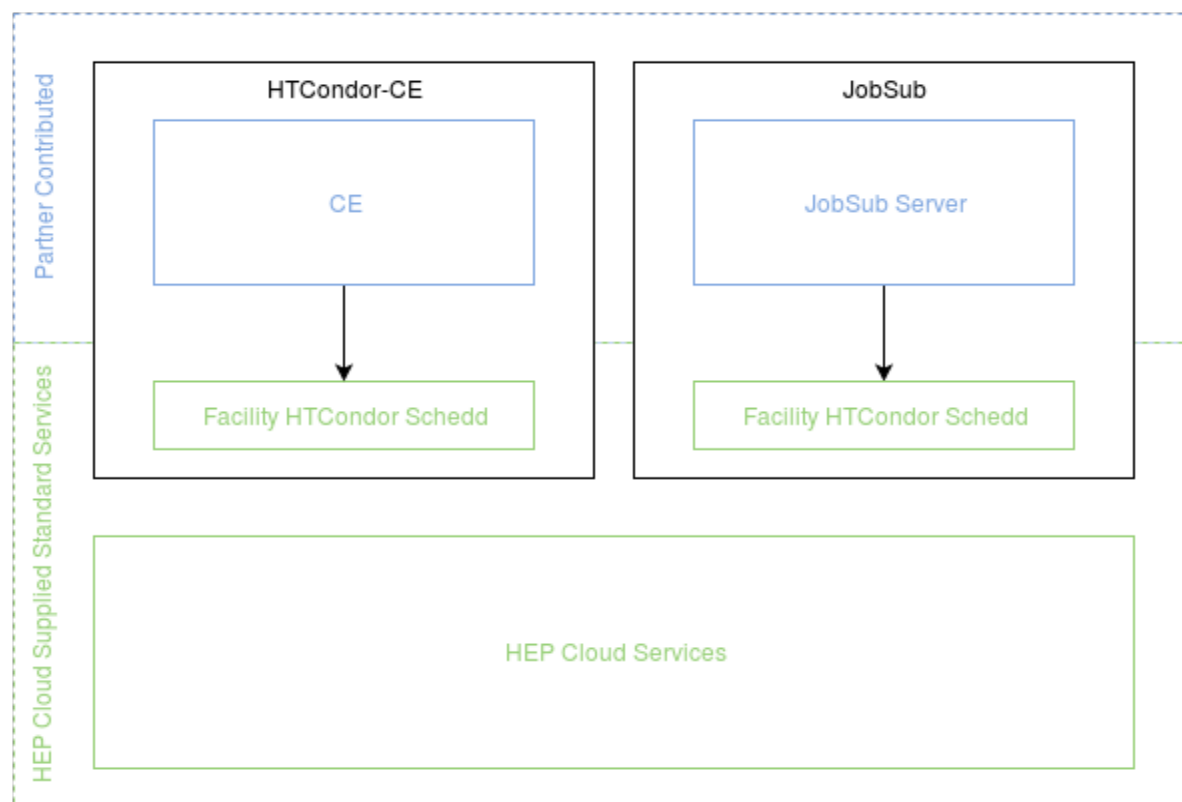 Partner Contributed
HTCondor-CE
CE
Facility HTCondor Schedd
JobSub
JobSub Server
Facility HTCondor Schedd
HEP Cloud Supplied Standard Services
HEP Cloud Services